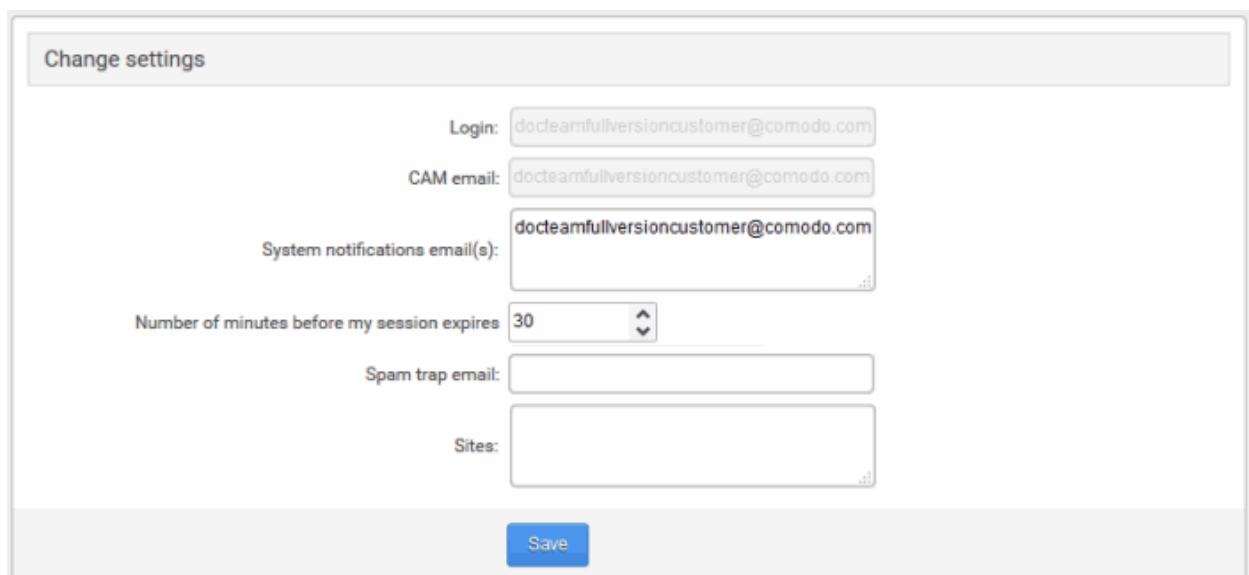 Change settings
Login: docteamfullversioncustomer@comodo.com
CAM email: docteamfullversioncustomer@comodo.com
System notifications email(s): docteamfullversioncustomer@comodo.com
Number of minutes before my session expires 30
Spam trap email:
Sites:
Save